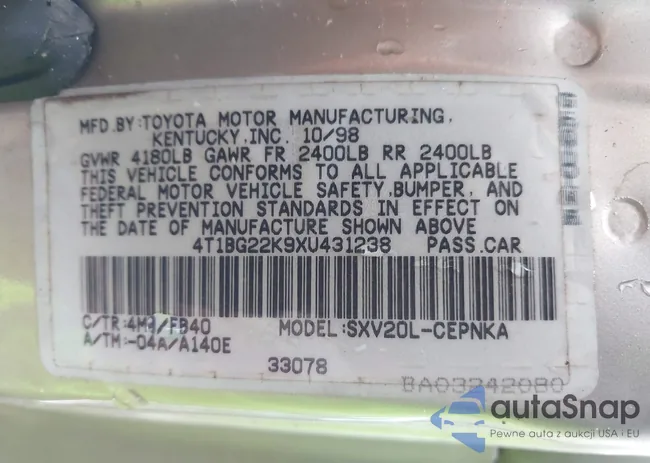 MFD.BY:TOYOTA MOTOR MANUFACTURING,
KENTUCKY,INC. 10/98
GVWR 4180LB GAWR FR 2400LB RR 2400LB
THIS VEHICLE CONFORMS TO ALL APPLICABLE
FEDERAL MOTOR VEHICLE SAFETY,BUMPER, AND
THEFT PREVENTION STANDARDS IN EFFECT ON
THE DATE OF MANUFACTURE SHOWN ABOVE
4T1BG22K9XU431238 PASS.CAR
C/TR: /FB40 MODEL:SXV20L-CEPNKA
A/TM:-04A/A140E
33078
BA03242080
autaSnap
Pewne auta z aukcji USA i EU